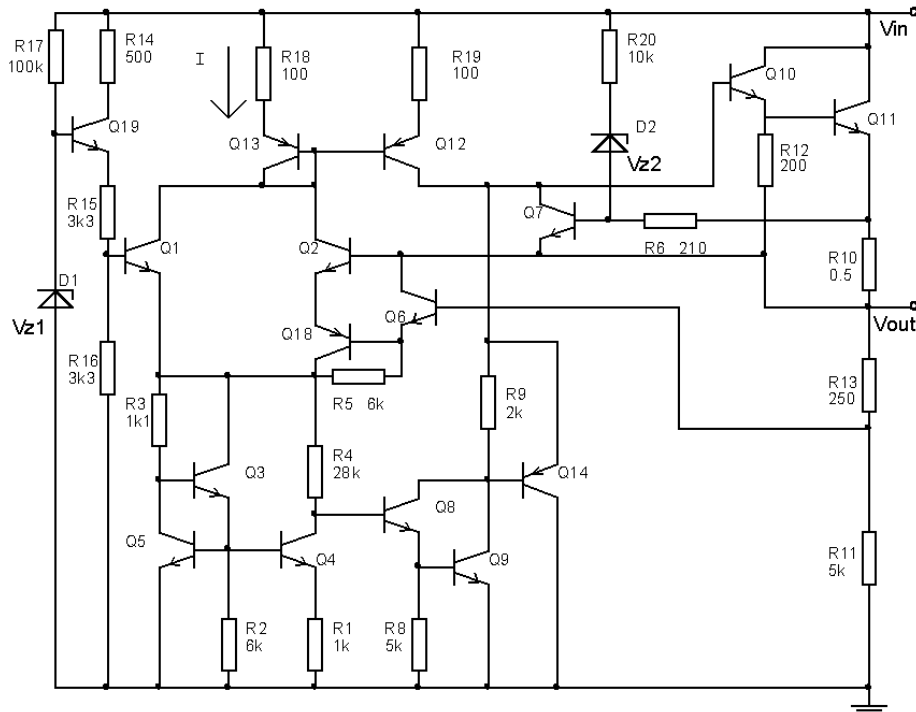 Vin
R17
100k
R14
500
I
R18
100
R19
100
R20
10k
Q10
Q19
Q13
Q12
D2
Vz2
Q11
R12
200
R15
3k3
Q7
Q1
Q2
R6 210
R10
0.5
D1
Vz1
Q6
Q18
Vout
R16
3k3
R5 6k
R13
250
R3
1k1
R9
2k
R4
28k
Q3
Q14
Q8
Q5
Q4
Q9
R11
5k
R2
6k
R1
1k
R8
5k